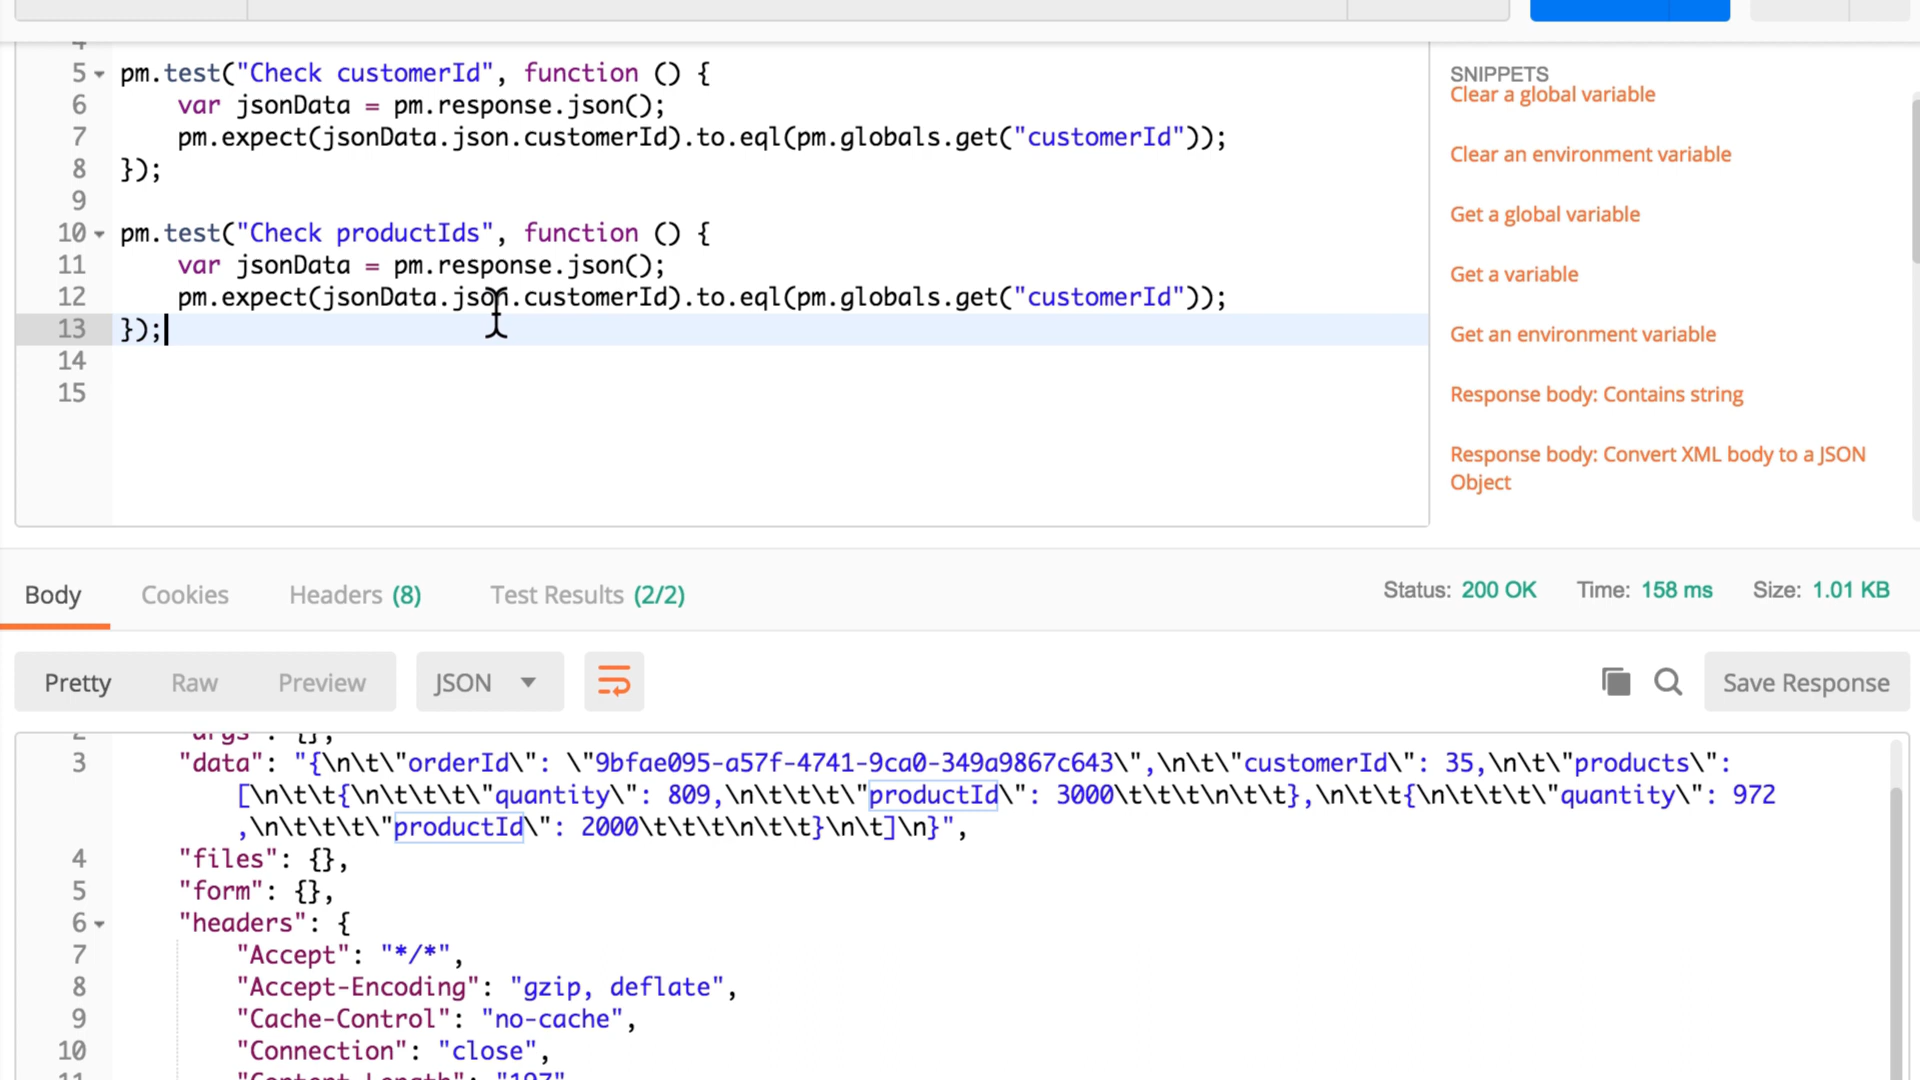 4
5 pm.test("Check customerId", function () {
6 var jsonData = pm.response.json();
7 pm.expect(jsonData.json.customerId).to.eql(pm.globals.get("customerId"));
8 });
9
10 pm.test("Check productIds", function () {
11 var jsonData = pm.response.json();
12 pm.expect(jsonData.json.customerId).to.eql(pm.globals.get("customerId"));
13 });
14
15
SNIPPETS
Clear a global variable
Clear an environment variable
Get a global variable
Get a variable
Get an environment variable
Response body: Contains string
Response body: Convert XML body to a JSON
Object
Body Cookies Headers (8) Test Results (2/2) Status: 200 OK Time: 158 ms Size: 1.01 KB
Pretty Raw Preview JSON Save Response
2 "args": {},
3 "data": "{\n\t\"orderId\": \"9bfae095-a57f-4741-9ca0-349a9867c643\",\n\t\"customerId\": 35,\n\t\"products\":
[\n\t\t{\n\t\t\t\"quantity\": 809,\n\t\t\t\"productId\": 3000\t\t\t\n\t\t},\n\t\t{\n\t\t\t\"quantity\": 972
,\n\t\t\t\"productId\": 2000\t\t\t\n\t\t}\n\t]\n}",
4 "files": {},
5 "form": {},
6 "headers": {
7 "Accept": "*/*",
8 "Accept-Encoding": "gzip, deflate",
9 "Cache-Control": "no-cache",
10 "Connection": "close",
11 "Content-Length": "197"